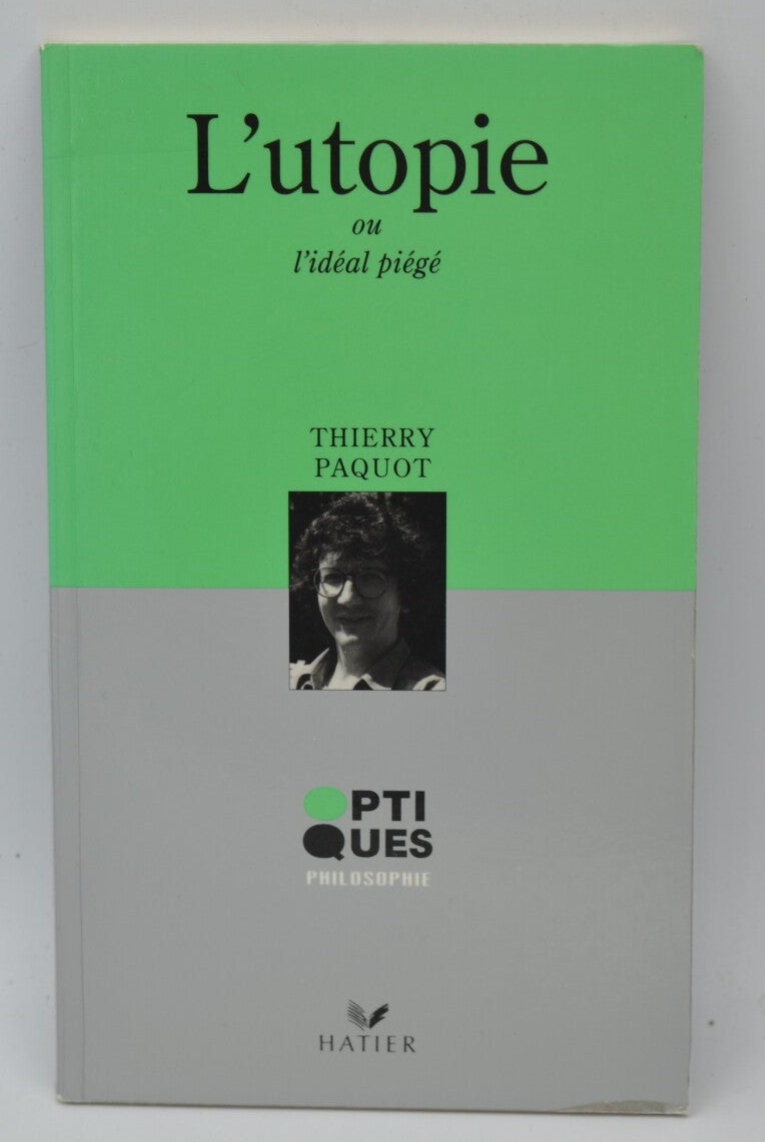 L'utopie
ou
l'idéal piégé
THIERRY
PAQUOT
OPTI
QUES
PHILOSOPHIE
HATIER